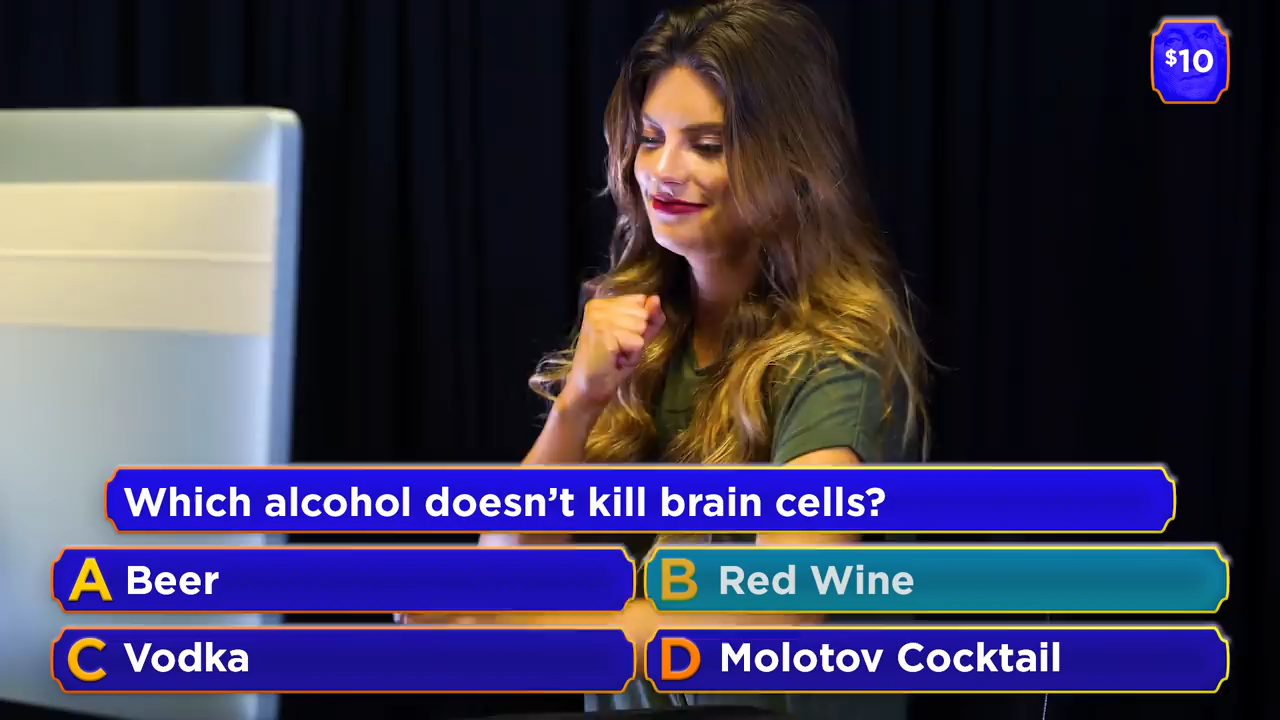 $10
Which alcohol doesn’t kill brain cells?
A Beer
B Red Wine
C Vodka
D Molotov Cocktail